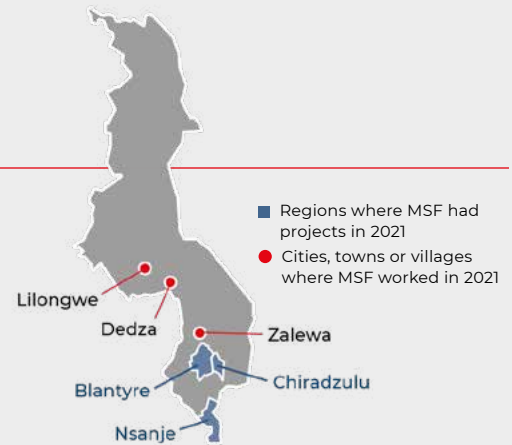 Regions where MSF had
projects in 2021
Cities, towns or villages
where MSF worked in 2021
Lilongwe
Dedza
Zalewa
Blantyre
Chiradzulu
Nsanje